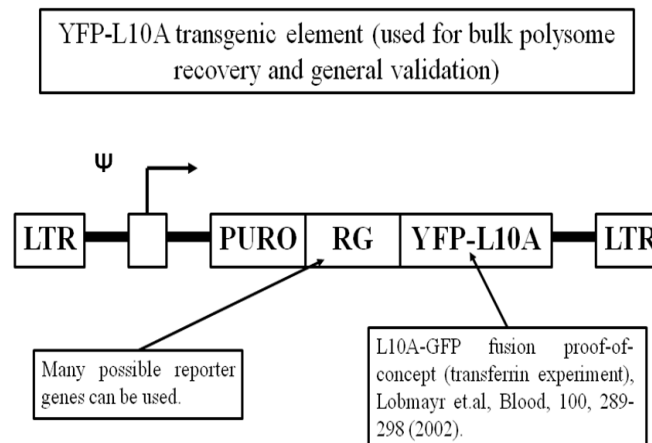 YFP-L10A transgenic element (used for bulk polysome
recovery and general validation)
Ψ
LTR PURO RG YFP-L10A LTR
Many possible reporter
genes can be used.
L10A-GFP fusion proof-of-
concept (transferrin experiment),
Lobmayr et.al, Blood, 100, 289-
298 (2002).